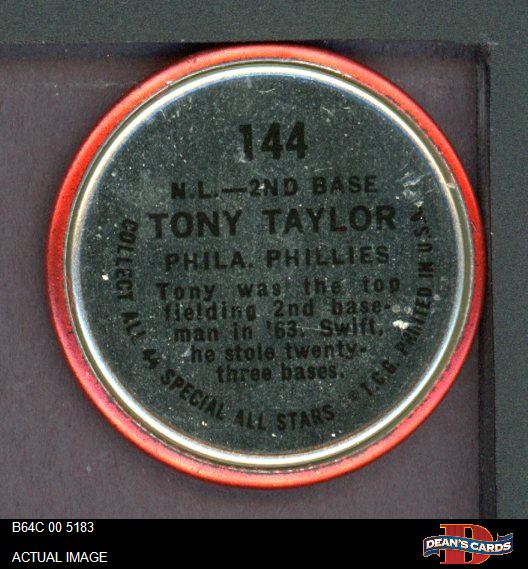 144
N.L.—2ND BASE
TONY TAYLOR
PHILA. PHILLIES
Tony was the top
fielding 2nd base-
man in '63. Swift,
he stole twenty-
three bases.
COLLECT ALL 44 SPECIAL ALL STARS © T.C.G. PRINTED IN U.S.A.
B64C 00 5183
ACTUAL IMAGE
D
DEAN'S CARDS